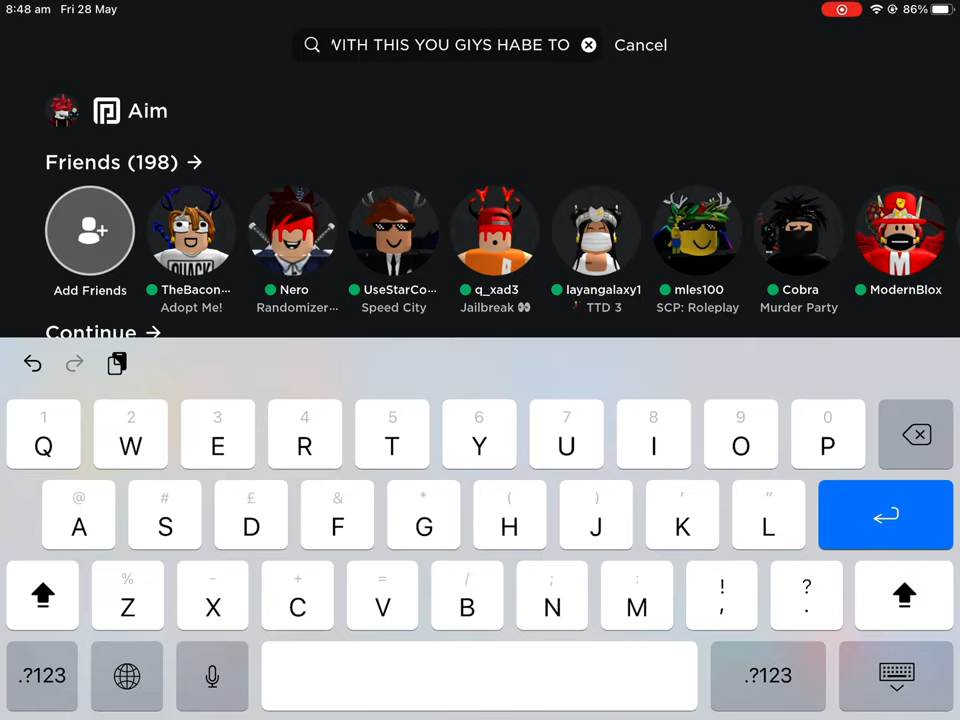 8:48 am Fri 28 May 86%
WITH THIS YOU GIYS HABE TO Cancel
Aim
Friends (198) →
QUACK
Add Friends TheBacon... Nero UseStarCo... q_xad3 layangalaxy1 mles100 Cobra ModernBlox
Adopt Me! Randomizer... Speed City Jailbreak 👀 TTD 3 SCP: Roleplay Murder Party
Continue →
1 2 3 4 5 6 7 8 9 0
Q W E R T Y U I O P
@ # £ & * ( ) ' "
A S D F G H J K L
% - + = / ; : ! ?
Z X C V B N M , .
.?123 .?123